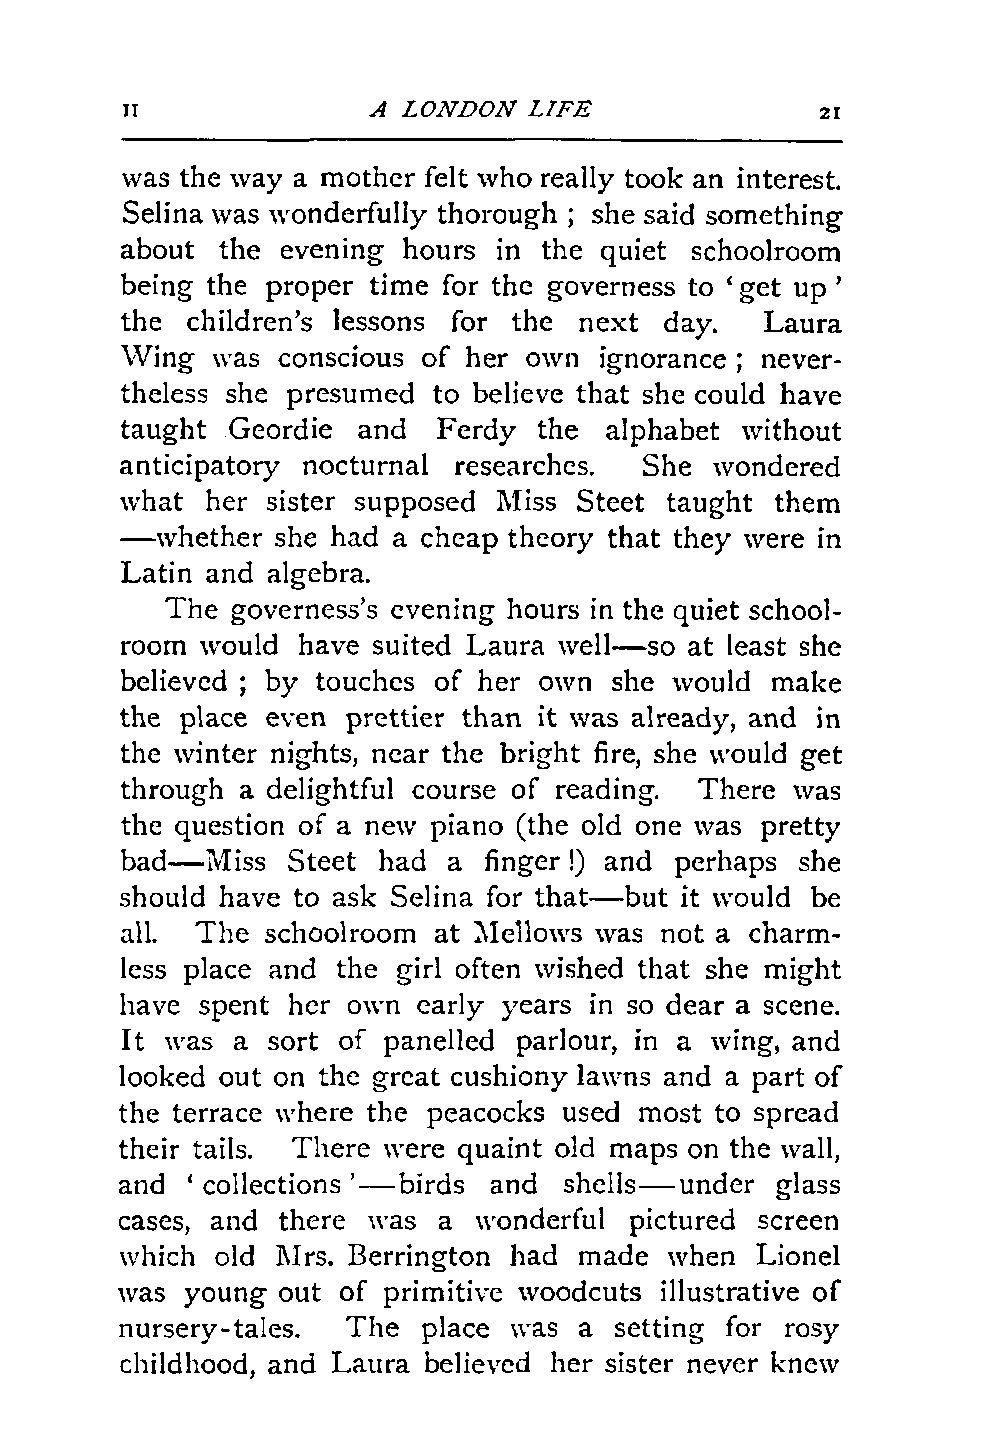 II A LONDON LIFE 21
was the way a mother felt who really took an interest.
Selina was wonderfully thorough ; she said something
about the evening hours in the quiet schoolroom
being the proper time for the governess to ‘ get up ’
the children’s lessons for the next day. Laura
Wing was conscious of her own ignorance ; never-
theless she presumed to believe that she could have
taught Geordie and Ferdy the alphabet without
anticipatory nocturnal researches. She wondered
what her sister supposed Miss Steet taught them
—whether she had a cheap theory that they were in
Latin and algebra.
The governess’s evening hours in the quiet school-
room would have suited Laura well—so at least she
believed ; by touches of her own she would make
the place even prettier than it was already, and in
the winter nights, near the bright fire, she would get
through a delightful course of reading. There was
the question of a new piano (the old one was pretty
bad—Miss Steet had a finger !) and perhaps she
should have to ask Selina for that—but it would be
all. The schoolroom at Mellows was not a charm-
less place and the girl often wished that she might
have spent her own early years in so dear a scene.
It was a sort of panelled parlour, in a wing, and
looked out on the great cushiony lawns and a part of
the terrace where the peacocks used most to spread
their tails. There were quaint old maps on the wall,
and ‘ collections ’—birds and shells—under glass
cases, and there was a wonderful pictured screen
which old Mrs. Berrington had made when Lionel
was young out of primitive woodcuts illustrative of
nursery-tales. The place was a setting for rosy
childhood, and Laura believed her sister never knew